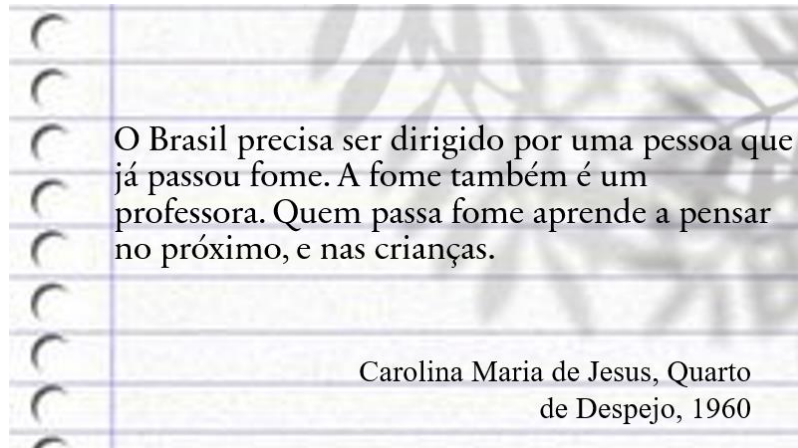 O Brasil precisa ser dirigido por uma pessoa que
já passou fome. A fome também é um
professora. Quem passa fome aprende a pensar
no próximo, e nas crianças.
Carolina Maria de Jesus, Quarto
de Despejo, 1960